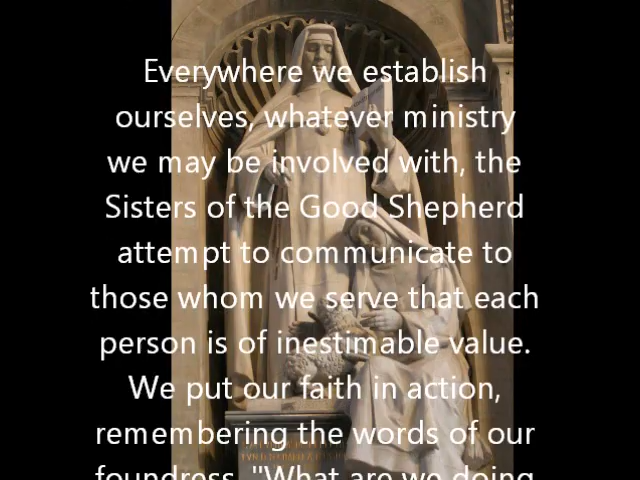 Everywhere we establish
ourselves, whatever ministry
we may be involved with, the
Sisters of the Good Shepherd
attempt to communicate to
those whom we serve that each
person is of inestimable value.
We put our faith in action,
remembering the words of our
foundress, "What are we doing